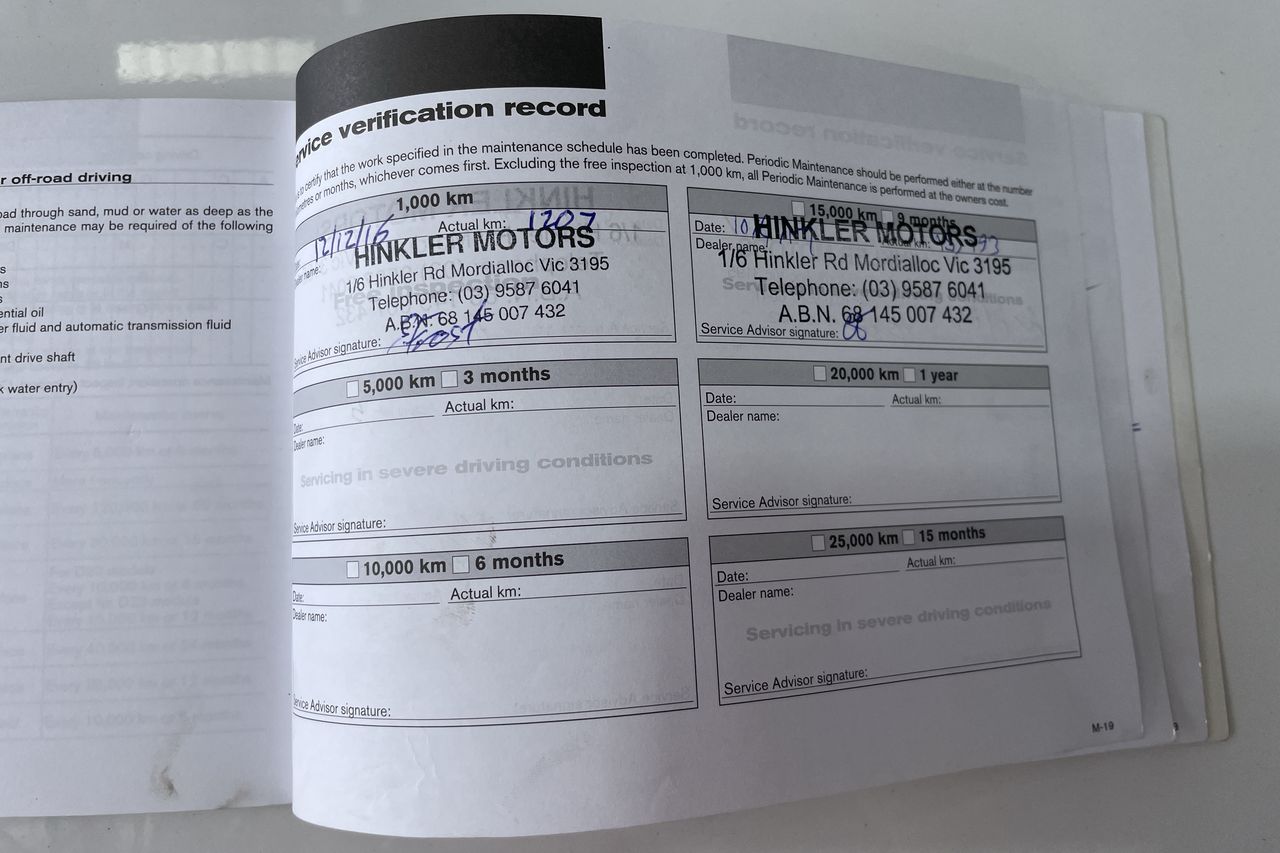 r off-road driving
oad through sand, mud or water as deep as the
maintenance may be required of the following
s
ns
s
ential oil
er fluid and automatic transmission fluid
nt drive shaft
k water entry)
rvice verification record
is to certify that the work specified in the maintenance schedule has been completed. Periodic Maintenance should be performed either at the number
metres or months, whichever comes first. Excluding the free inspection at 1,000 km, all Periodic Maintenance is performed at the owners cost.
1,000 km
12/12/16 Actual km: 1207
Dealer name:
HINKLER MOTORS
1/6 Hinkler Rd Mordialloc Vic 3195
Telephone: (03) 9587 6041
A.B.N. 68 145 007 432
Service Advisor signature:
5,000 km 3 months
Date: Actual km:
Dealer name:
Servicing in severe driving conditions
Service Advisor signature:
10,000 km 6 months
Date: Actual km:
Dealer name:
Service Advisor signature:
15,000 km 9 months
Date: Actual km:
Dealer name:
HINKLER MOTORS
1/6 Hinkler Rd Mordialloc Vic 3195
Telephone: (03) 9587 6041
A.B.N. 68 145 007 432
Service Advisor signature:
20,000 km 1 year
Date: Actual km:
Dealer name:
Service Advisor signature:
25,000 km 15 months
Date: Actual km:
Dealer name:
Servicing in severe driving conditions
Service Advisor signature:
M-19